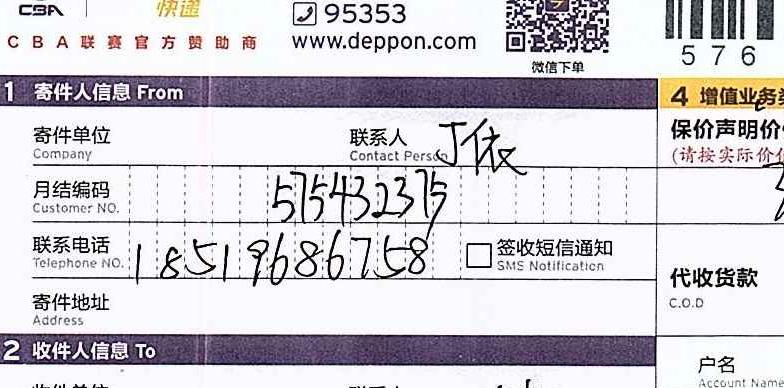 CBA 快递
CBA联赛官方赞助商
95353
www.deppon.com
微信下单
576
1 寄件人信息 From
寄件单位
Company
联系人 丁依
Contact Person
月结编码 575432375
Customer NO.
联系电话 18519686758
Telephone NO.
签收短信通知
SMS Notification
寄件地址
Address
2 收件人信息 To
4 增值业务
保价声明价
(请按实际价
代收货款
C.O.D
户名
Account Name